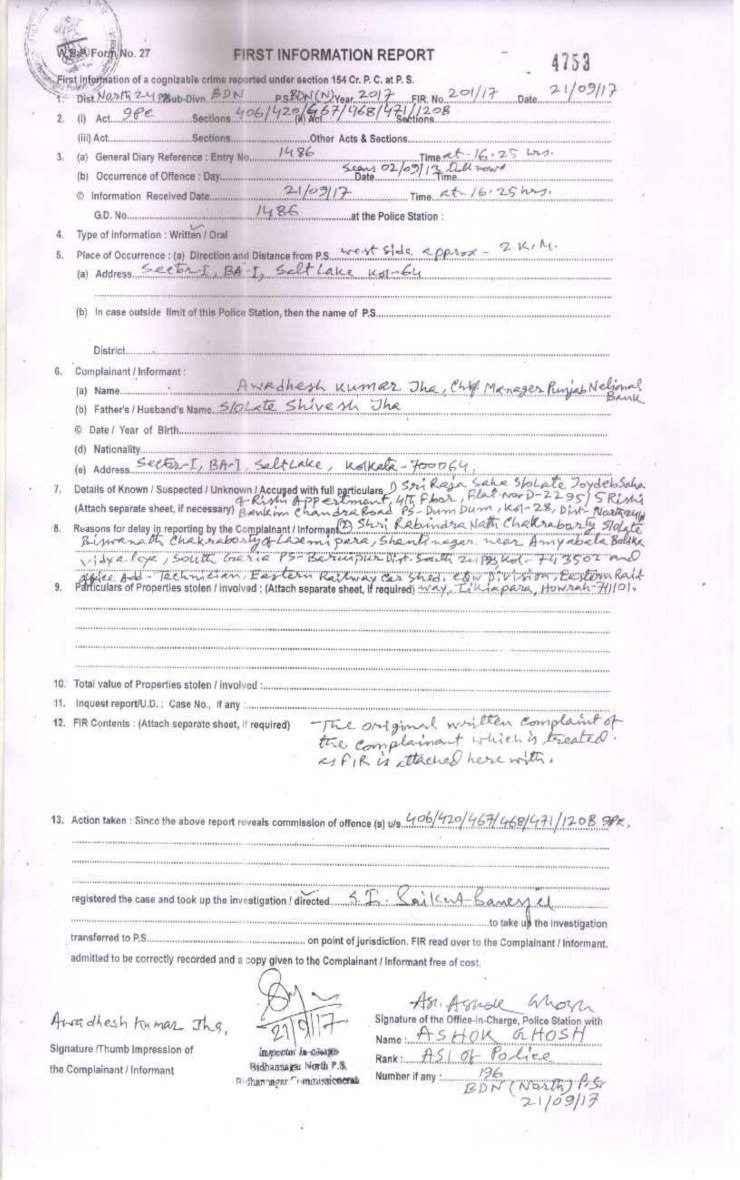 W.B.P. Form No. 27
FIRST INFORMATION REPORT
4753
First Information of a cognizable crime reported under section 154 Cr. P. C. at P. S.
1. Dist. North 24 Pgs Sub-Divn. BDN P.S. BDN(N) Year 2017 FIR. No. 201/17 Date 21/09/17
2. (i) Act IPC Sections 406/420/467/468/471/120B (ii) Act Sections
(iii) Act Sections Other Acts & Sections
3. (a) General Diary Reference : Entry No. 1486 Time at - 16.25 hrs.
(b) Occurrence of Offence : Day Date 02/09/13 till now Time
© Information Received Date 21/09/17 Time at - 16.25 hrs.
G.D. No. 1486 at the Police Station :
4. Type of information : Written / Oral
5. Place of Occurrence : (a) Direction and Distance from P.S. west side approx - 2 K.M.
(a) Address Sector-I, BA-I, Salt Lake Kol-64
(b) In case outside limit of this Police Station, then the name of P.S.
District
6. Complainant / Informant :
(a) Name Awadhesh Kumar Jha, Chief Manager Punjab National Bank
(b) Father's / Husband's Name S/O Late Shivesh Jha
© Date / Year of Birth
(d) Nationality
(e) Address Sector-I, BA-I, Salt Lake, Kolkata-700064,
7. Details of Known / Suspected / Unknown / Accused with full particulars 1) Sri Raja Saha S/o Late Joydeb Saha
of Rishi Appertment, 4th Floor, Flat No D-2295/5 Rishi
(Attach separate sheet, if necessary) Bankim Chandra Road PS- Dum Dum, Kol-28, Dist- North 24 Pgs
8. Reasons for delay in reporting by the Complainant / Informant (2) Shri Rabindra Nath Chakraborty S/o Late
Biswanath Chakraborty of Laxmi para, Shantinagar near Amiyabala Balika
Vidyalaya, South Garia PS- Baruipur Dist. South 24 Pgs Kol- 743502 and
office Add - Technician, Eastern Railway Car Shed, C&W Division, Eastern Rail
9. Particulars of Properties stolen / involved : (Attach separate sheet, if required) way, Tikiapara, Howrah-711101.
10. Total value of Properties stolen / involved :
11. Inquest report/U.D. : Case No., if any :
12. FIR Contents : (Attach separate sheet, if required) The original written complaint of
the complainant which is treated
as FIR is attached here with.
13. Action taken : Since the above report reveals commission of offence (s) u/s. 406/420/467/468/471/120B IPC.
registered the case and took up the investigation / directed S.I. Saikat Banerjee
to take up the investigation
transferred to P.S. on point of jurisdiction. FIR read over to the Complainant / Informant.
admitted to be correctly recorded and a copy given to the Complainant / Informant free of cost.
Awadhesh Kumar Jha,
Signature /Thumb Impression of
the Complainant / Informant
21/9/17
Inspector In-charge
Bidhannagar North P.S.
Bidhannagar Commissionerate
ASI. Ashok Ghosh
Signature of the Office-in-Charge, Police Station with
Name : ASHOK GHOSH
Rank : ASI of Police
Number if any : 196
BDN (North) P.S.
21/09/17